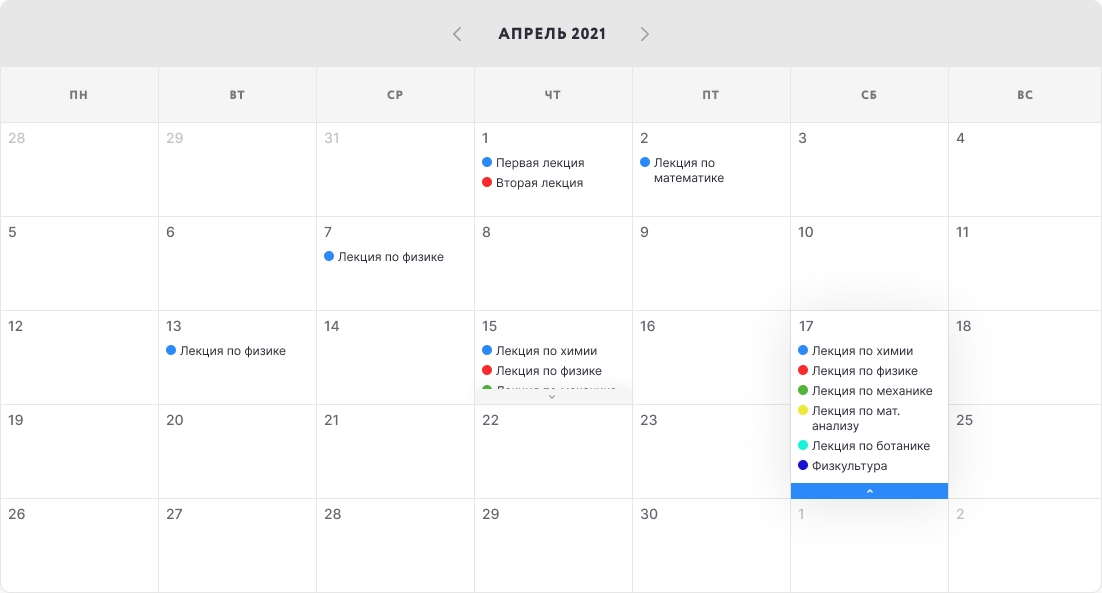 АПРЕЛЬ 2021
ПН ВТ СР ЧТ ПТ СБ ВС
28 29 31 1 2 3 4
Первая лекция
Вторая лекция
Лекция по
математике
5 6 7 8 9 10 11
Лекция по физике
12 13 14 15 16 17 18
Лекция по физике
Лекция по химии
Лекция по физике
Лекция по механике
Лекция по химии
Лекция по физике
Лекция по механике
Лекция по мат.
анализу
Лекция по ботанике
Физкультура
19 20 21 22 23 25
26 27 28 29 30 1 2